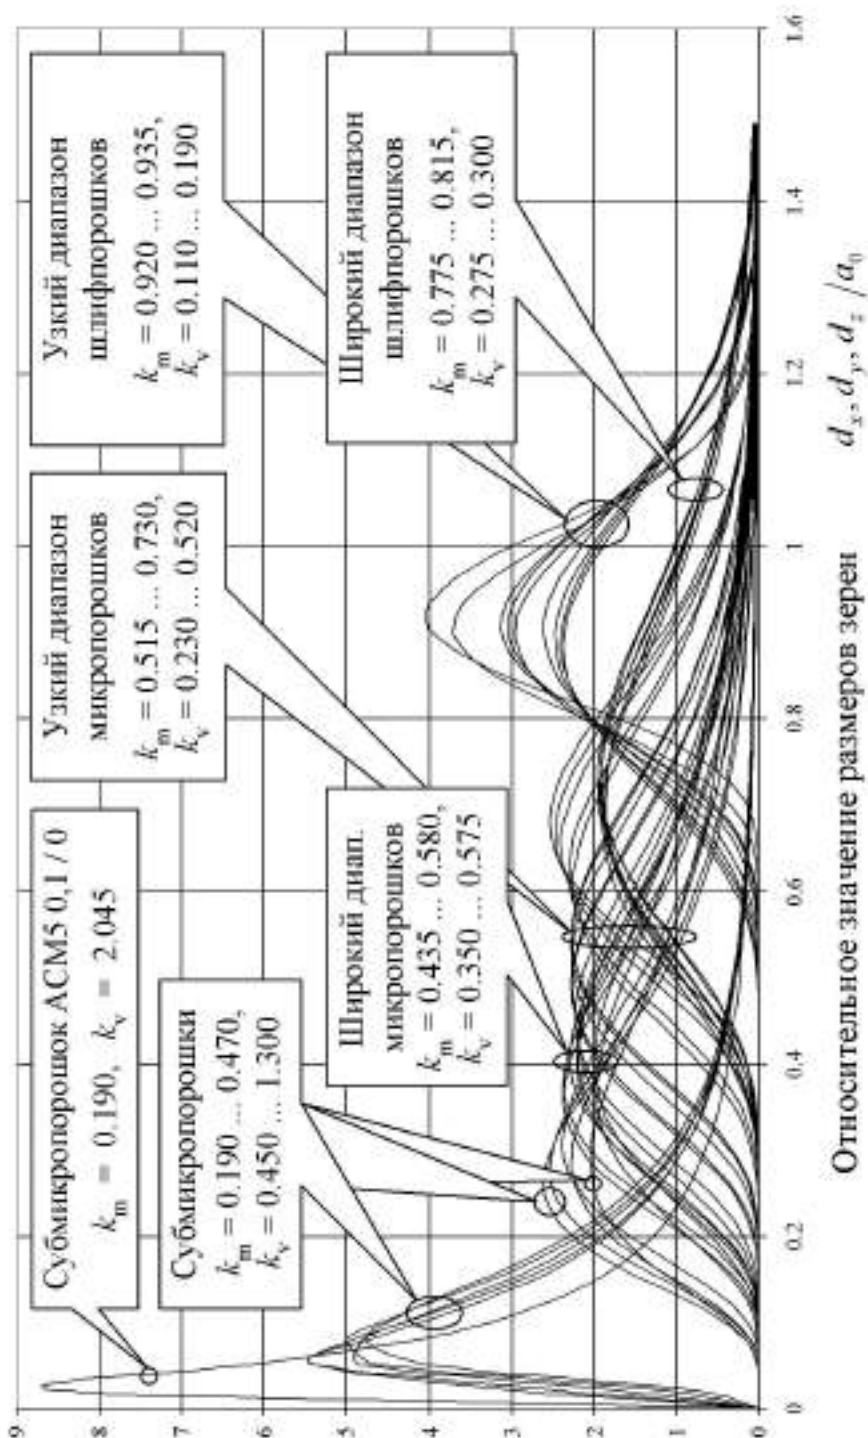 Субмикропорошок АСМ5 0,1 / 0
k_m = 0.190, k_v = 2.045
Узкий диапазон
микропорошков
k_m = 0.515 ... 0.730,
k_v = 0.230 ... 0.520
Узкий диапазон
шлифпорошков
k_m = 0.920 ... 0.935,
k_v = 0.110 ... 0.190
Субмикропорошки
k_m = 0.190 ... 0.470,
k_v = 0.450 ... 1.300
Широкий диап.
микропорошков
k_m = 0.435 ... 0.580,
k_v = 0.350 ... 0.575
Широкий диапазон
шлифпорошков
k_m = 0.775 ... 0.815,
k_v = 0.275 ... 0.300
9
8
7
6
5
4
3
2
1
0
0 0.2 0.4 0.6 0.8 1 1.2 1.4 1.6
Относительное значение размеров зерен d_x, d_y, d_z / a_0